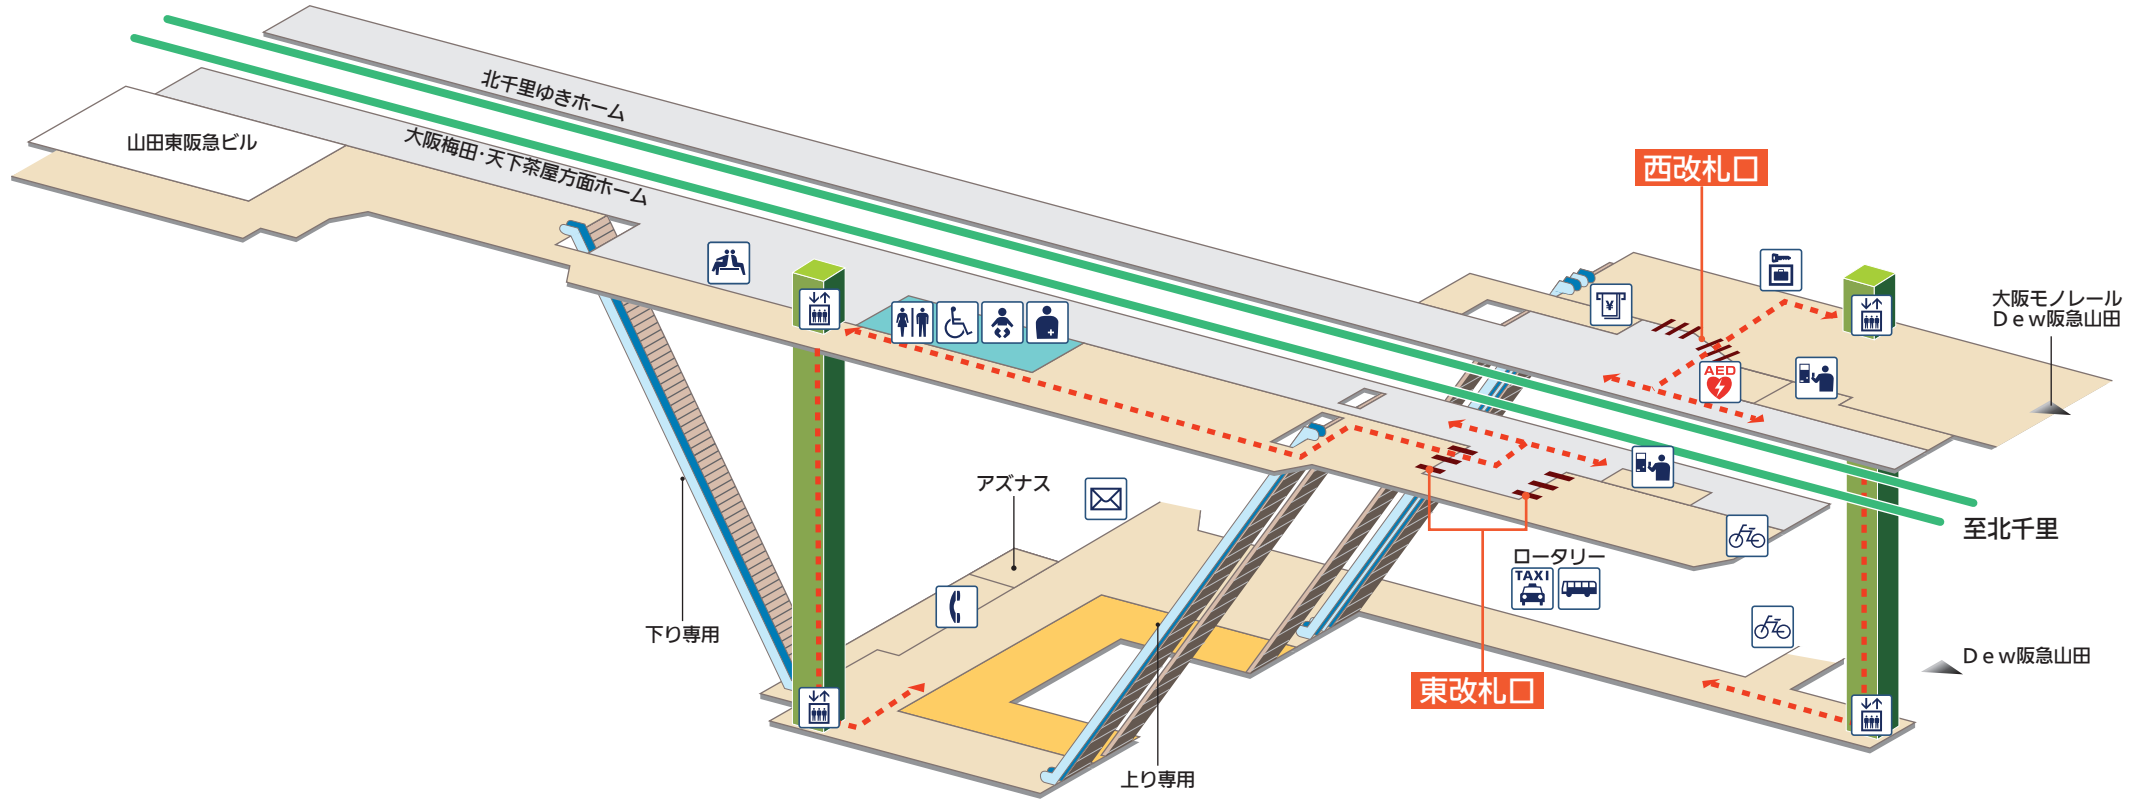 北千里ゆきホーム
山田東阪急ビル
大阪梅田・天下茶屋方面ホーム
西改札口
大阪モノレール
Ｄｅｗ阪急山田
¥
AED
アズナス
至北千里
ロータリー
TAXI
下り専用
Ｄｅｗ阪急山田
東改札口
上り専用